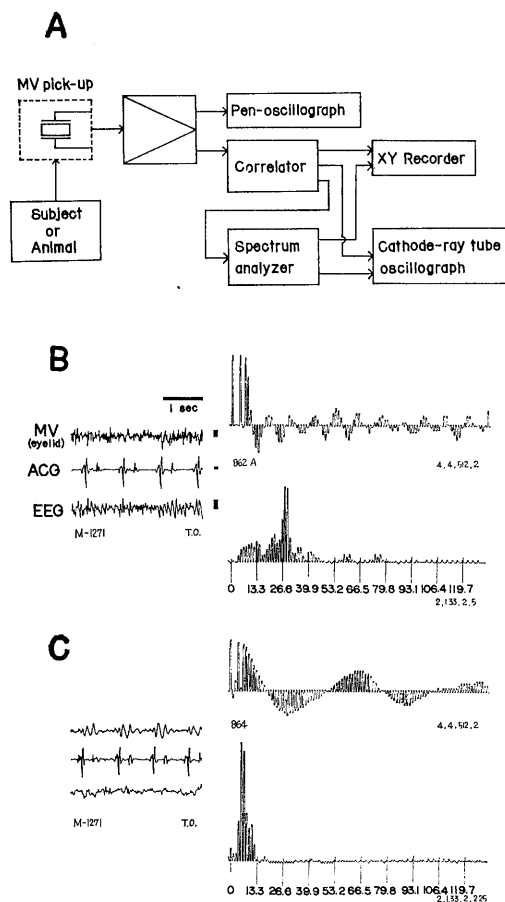 A
MV pick-up
Pen-oscillograph
Correlator
XY Recorder
Subject
or
Animal
Spectrum
analyzer
Cathode-ray tube
oscillograph
B
1 sec
MV
(eyelid)
ACG
EEG
M-1271 T.O.
862 A 4,4,512,2
0 13.3 26.6 39.9 53.2 66.5 79.8 93.1 106.4 119.7
2,133,2,5
C
864 4,4,512,2
M-1271 T.O.
0 13.3 26.6 39.9 53.2 66.5 79.8 93.1 106.4 119.7
2,133,2,225